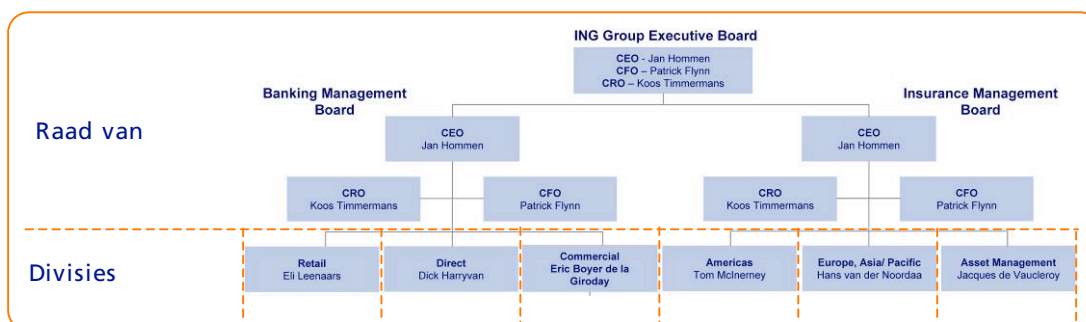 ING Group Executive Board
CEO - Jan Hommen
CFO – Patrick Flynn
CRO – Koos Timmermans
Banking Management
Board
Insurance Management
Board
Raad van
CEO
Jan Hommen
CEO
Jan Hommen
CRO
Koos Timmermans
CFO
Patrick Flynn
CRO
Koos Timmermans
CFO
Patrick Flynn
Divisies
Retail
Eli Leenaars
Direct
Dick Harryvan
Commercial
Eric Boyer de la
Giroday
Americas
Tom McInerney
Europe, Asia/ Pacific
Hans van der Noordaa
Asset Management
Jacques de Vaucleroy